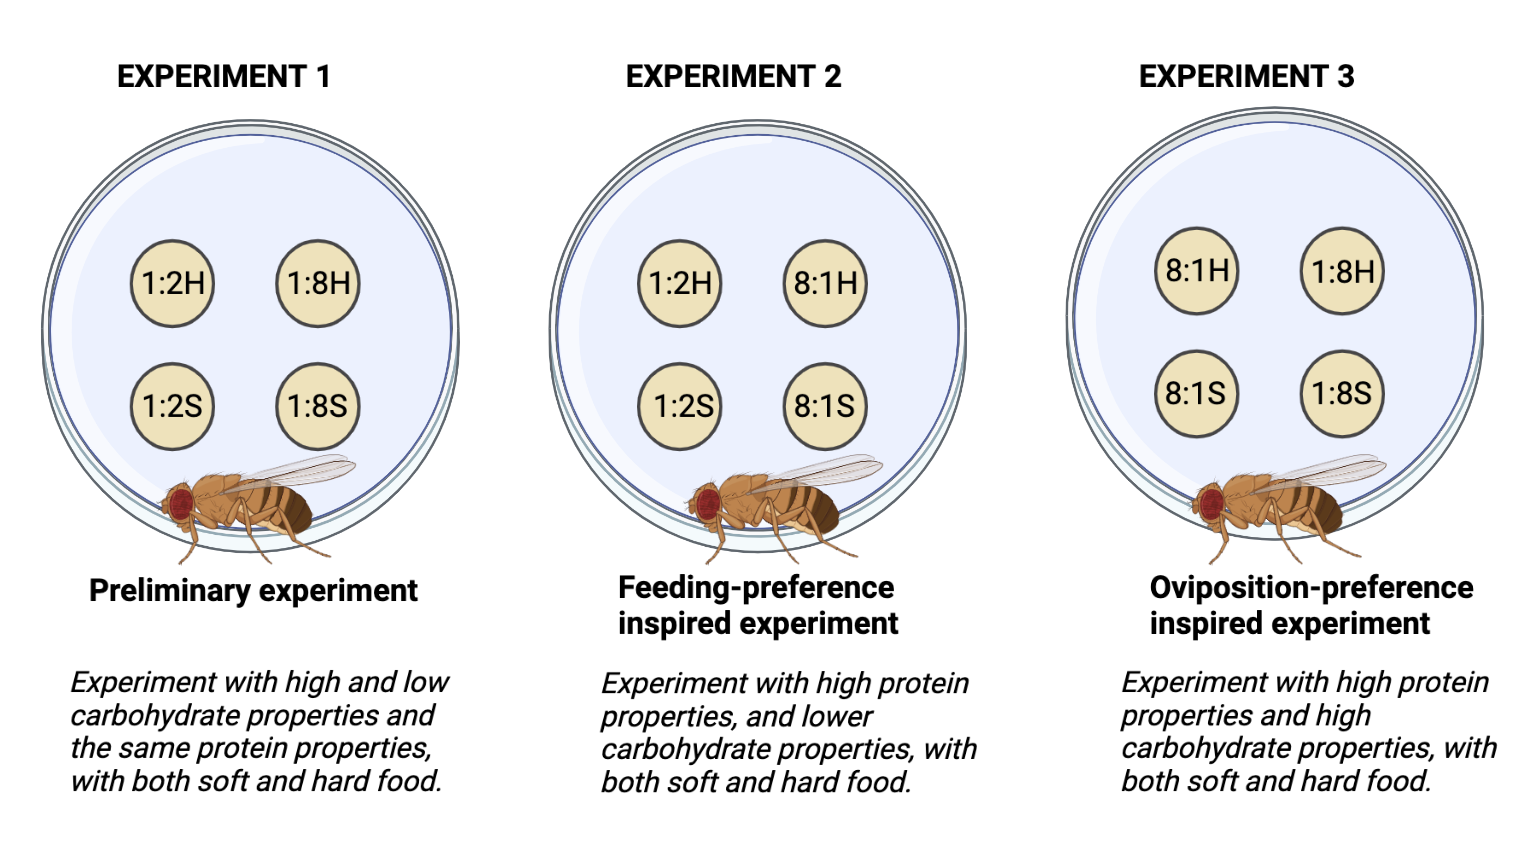 EXPERIMENT 1
1:2H
1:8H
1:2S
1:8S
Preliminary experiment
Experiment with high and low
carbohydrate properties and
the same protein properties,
with both soft and hard food.
EXPERIMENT 2
1:2H
8:1H
1:2S
8:1S
Feeding-preference
inspired experiment
Experiment with high protein
properties, and lower
carbohydrate properties, with
both soft and hard food.
EXPERIMENT 3
8:1H
1:8H
8:1S
1:8S
Oviposition-preference
inspired experiment
Experiment with high protein
properties and high
carbohydrate properties, with
both soft and hard food.